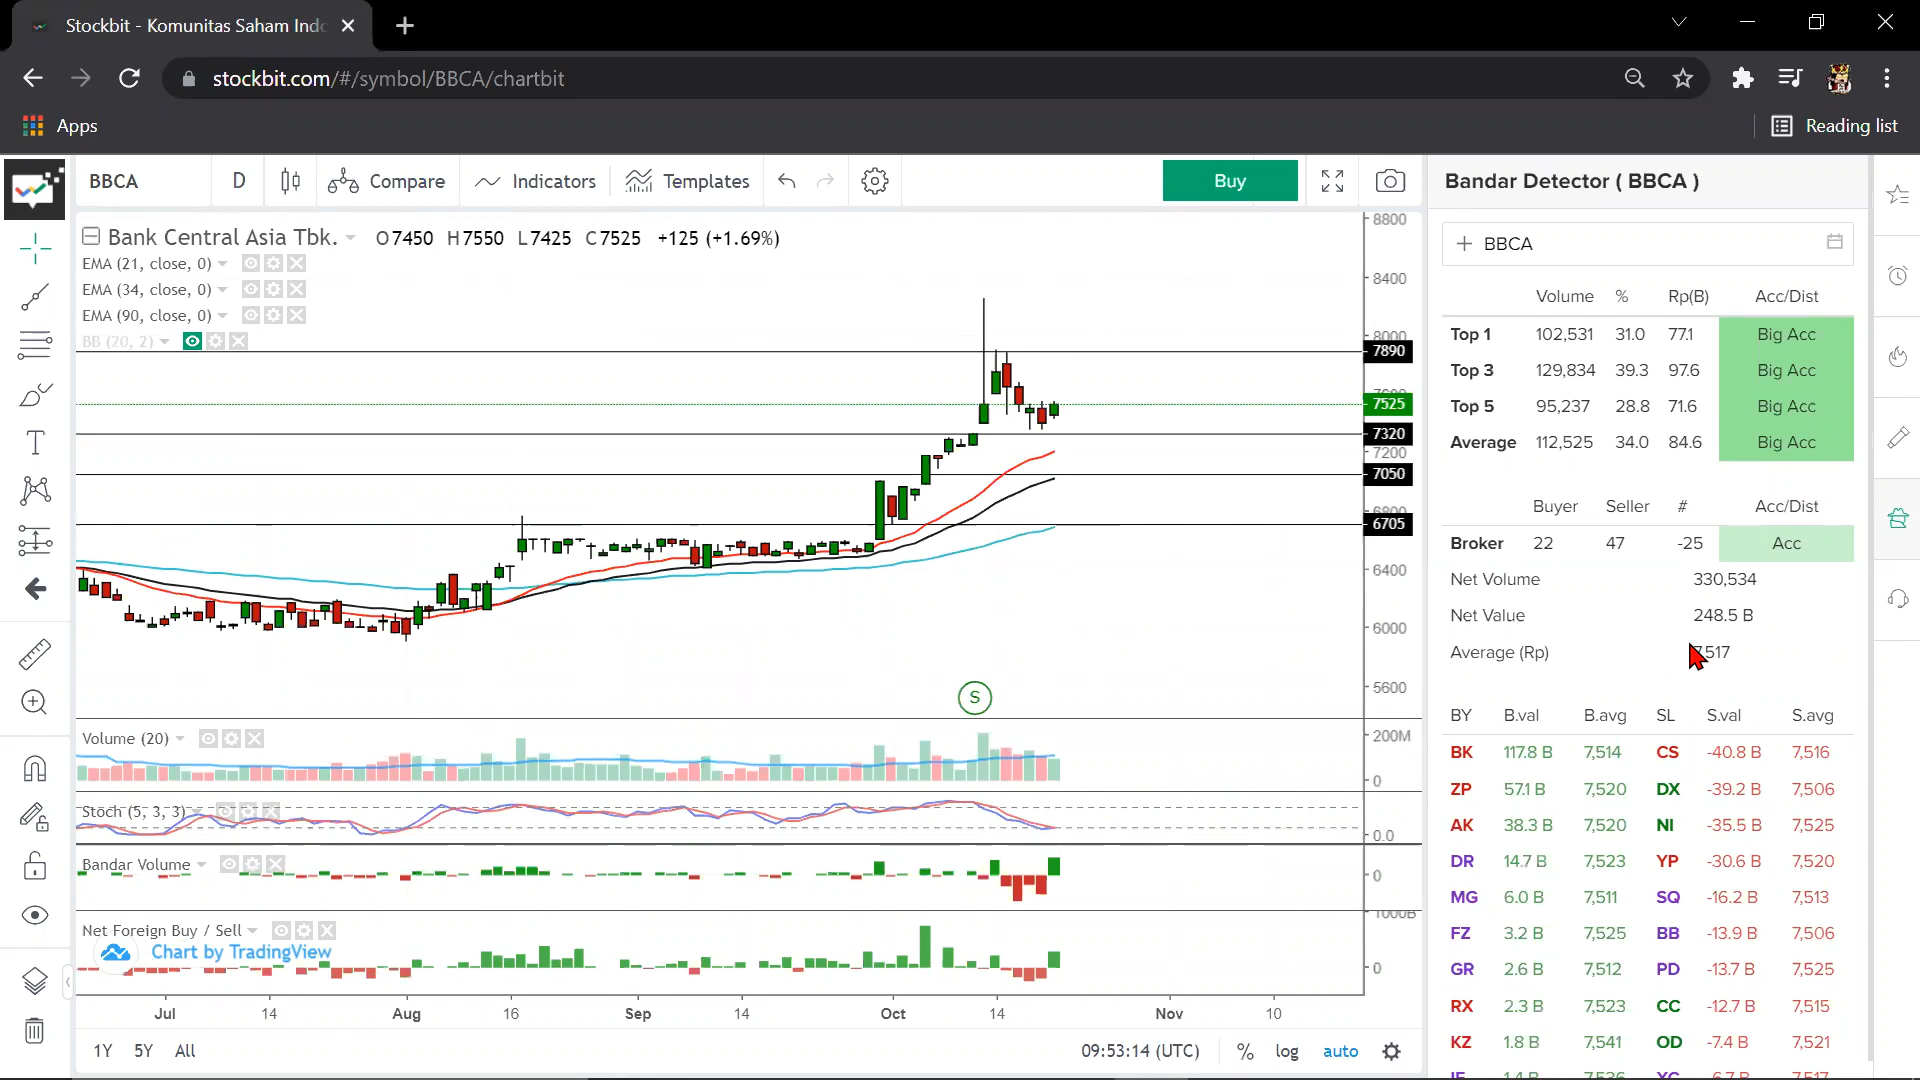 Stockbit - Komunitas Saham Indo
stockbit.com/#/symbol/BBCA/chartbit
Apps
Reading list
BBCA
D
Compare
Indicators
Templates
Buy
Bank Central Asia Tbk. O7450 H7550 L7425 C7525 +125 (+1.69%)
EMA (21, close, 0)
EMA (34, close, 0)
EMA (90, close, 0)
BB (20, 2)
8800
8400
8000
7890
7525
7320
7200
7050
6800
6705
6400
6000
5600
S
Volume (20)
200M
0
Stoch (5, 3, 3)
0.0
Bandar Volume
0
Net Foreign Buy / Sell
1000B
Chart by TradingView
0
Jul 14 Aug 16 Sep 14 Oct 14 Nov 10
1Y 5Y All
09:53:14 (UTC) % log auto
Bandar Detector ( BBCA )
BBCA
Volume % Rp(B) Acc/Dist
Top 1 102,531 31.0 77.1 Big Acc
Top 3 129,834 39.3 97.6 Big Acc
Top 5 95,237 28.8 71.6 Big Acc
Average 112,525 34.0 84.6 Big Acc
Buyer Seller # Acc/Dist
Broker 22 47 -25 Acc
Net Volume 330,534
Net Value 248.5 B
Average (Rp) 7,517
BY B.val B.avg SL S.val S.avg
BK 117.8 B 7,514 CS -40.8 B 7,516
ZP 57.1 B 7,520 DX -39.2 B 7,506
AK 38.3 B 7,520 NI -35.5 B 7,525
DR 14.7 B 7,523 YP -30.6 B 7,520
MG 6.0 B 7,511 SQ -16.2 B 7,513
FZ 3.2 B 7,525 BB -13.9 B 7,506
GR 2.6 B 7,512 PD -13.7 B 7,525
RX 2.3 B 7,523 CC -12.7 B 7,515
KZ 1.8 B 7,541 OD -7.4 B 7,521